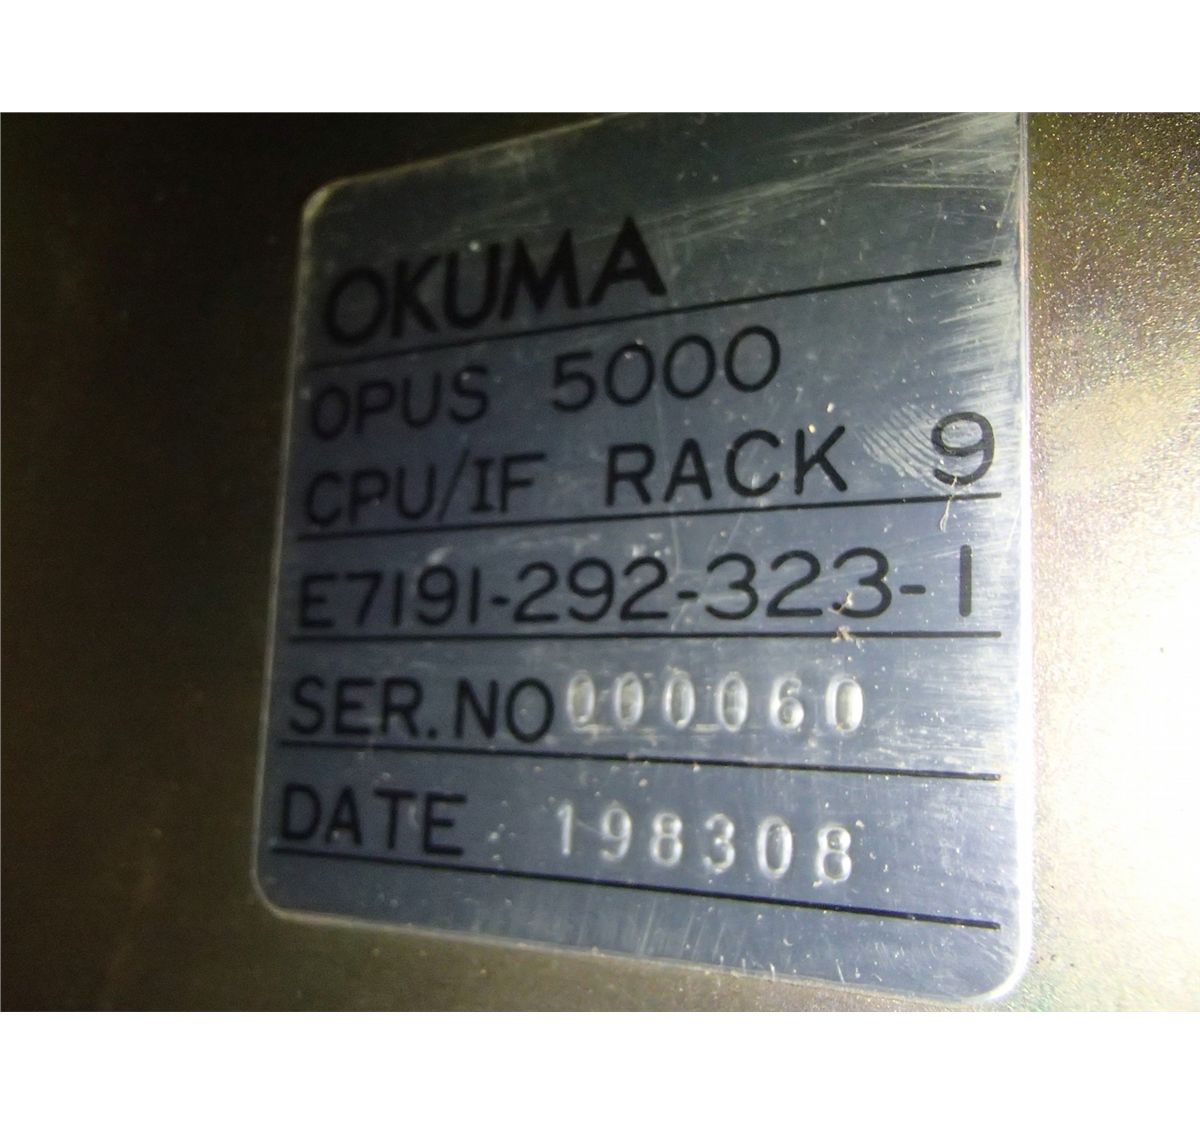 OKUMA
OPUS 5000
CPU/IF RACK 9
E7191-292-323-1
SER.NO 000060
DATE 198308